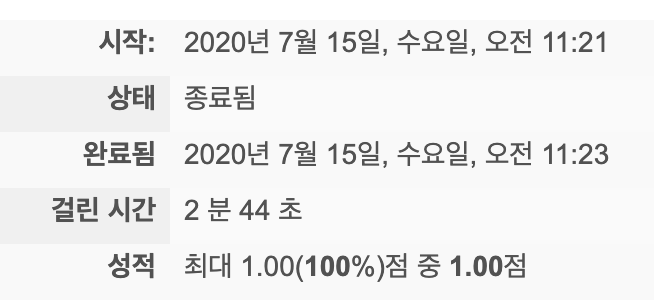 시작: 2020년 7월 15일, 수요일, 오전 11:21
상태 종료됨
완료됨 2020년 7월 15일, 수요일, 오전 11:23
걸린 시간 2 분 44 초
성적 최대 1.00(100%)점 중 1.00점